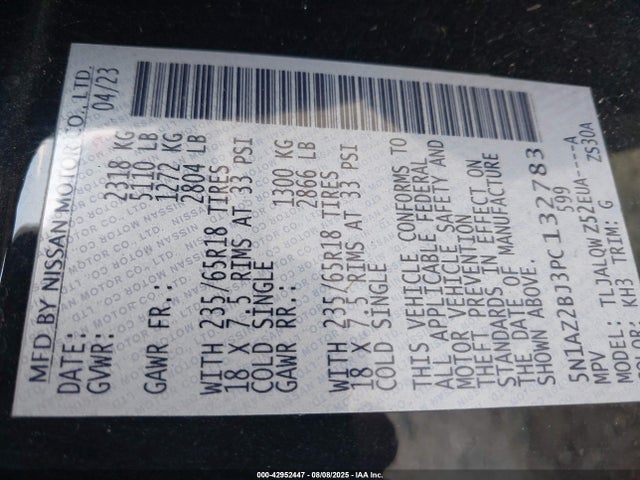 MFD BY NISSAN MOTOR CO., LTD.
DATE: 04/23
GVWR: 2318 KG
5110 LB
GAWR FR.: 1272 KG
2804 LB
WITH 235/65R18 TIRES
18 X 7.5 RIMS AT 33 PSI
COLD SINGLE
GAWR RR.: 1300 KG
2866 LB
WITH 235/65R18 TIRES
18 X 7.5 RIMS AT 33 PSI
COLD SINGLE
THIS VEHICLE CONFORMS TO
ALL APPLICABLE FEDERAL
MOTOR VEHICLE SAFETY AND
THEFT PREVENTION
STANDARDS IN EFFECT ON
THE DATE OF MANUFACTURE
SHOWN ABOVE.
5N1AZ2BJ3PC132783
MPV 599
MODEL: TLJALQWZS2EUA----A
KH3 TRIM: G ZS30A
000-42952447 - 08/08/2025 - IAA Inc.